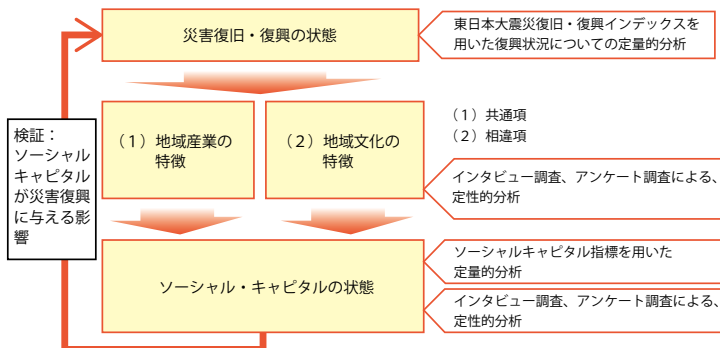 災害復旧・復興の状態
東日本大震災復旧・復興インデックスを
用いた復興状況についての定量的分析
検証：
ソーシャル
キャピタル
が災害復興
に与える影
響
（１）地域産業の
特徴
（２）地域文化の
特徴
（１）共通項
（２）相違項
インタビュー調査、アンケート調査による、
定性的分析
ソーシャル・キャピタルの状態
ソーシャルキャピタル指標を用いた
定量的分析
インタビュー調査、アンケート調査による、
定性的分析